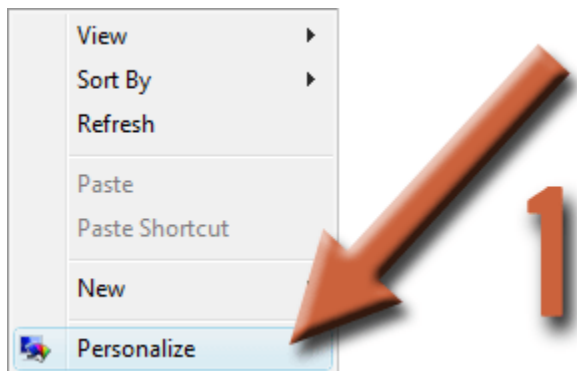 View
Sort By
Refresh
Paste
Paste Shortcut
New
Personalize
1